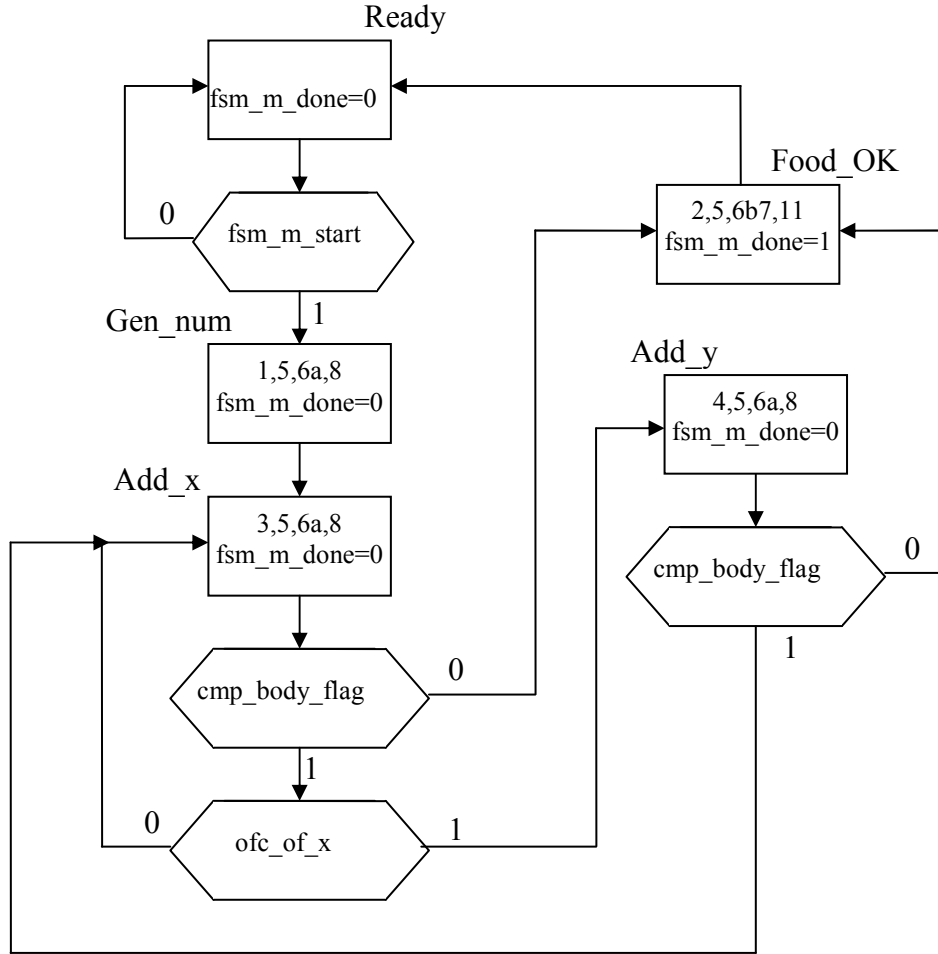 Ready
fsm_m_done=0
0
fsm_m_start
1
Gen_num
1,5,6a,8
fsm_m_done=0
Add_x
3,5,6a,8
fsm_m_done=0
cmp_body_flag
0
1
ofc_of_x
0
1
Food_OK
2,5,6b7,11
fsm_m_done=1
Add_y
4,5,6a,8
fsm_m_done=0
cmp_body_flag
0
1